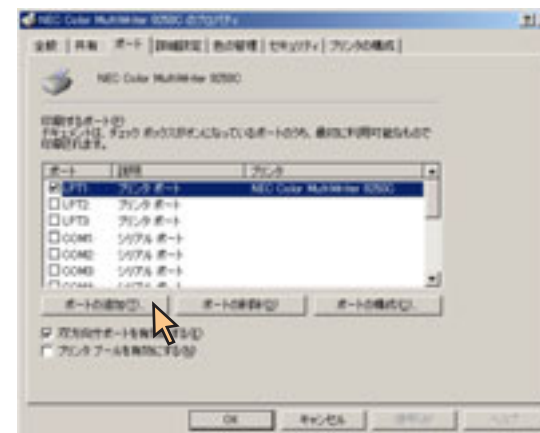 NEC Color MultiWriter 9250C のプロパティ
全般 共有 ポート 詳細設定 色の管理 セキュリティ プリンタの構成
NEC Color MultiWriter 9250C
印刷するポート(P)
ドキュメントは、チェック ボックスがオンになっているポートのうち、最初に利用可能なもので
印刷されます。
ポート 説明 プリンタ
LPT1 プリンタ ポート NEC Color MultiWriter 9250C
LPT2 プリンタ ポート
LPT3 プリンタ ポート
COM1 シリアル ポート
COM2 シリアル ポート
COM3 シリアル ポート
COM4 シリアル ポート
ポートの追加(T)... ポートの削除(D) ポートの構成(C)...
双方向サポートを有効にする(E)
プリンタ プールを有効にする(N)
OK キャンセル 適用(A) ヘルプ